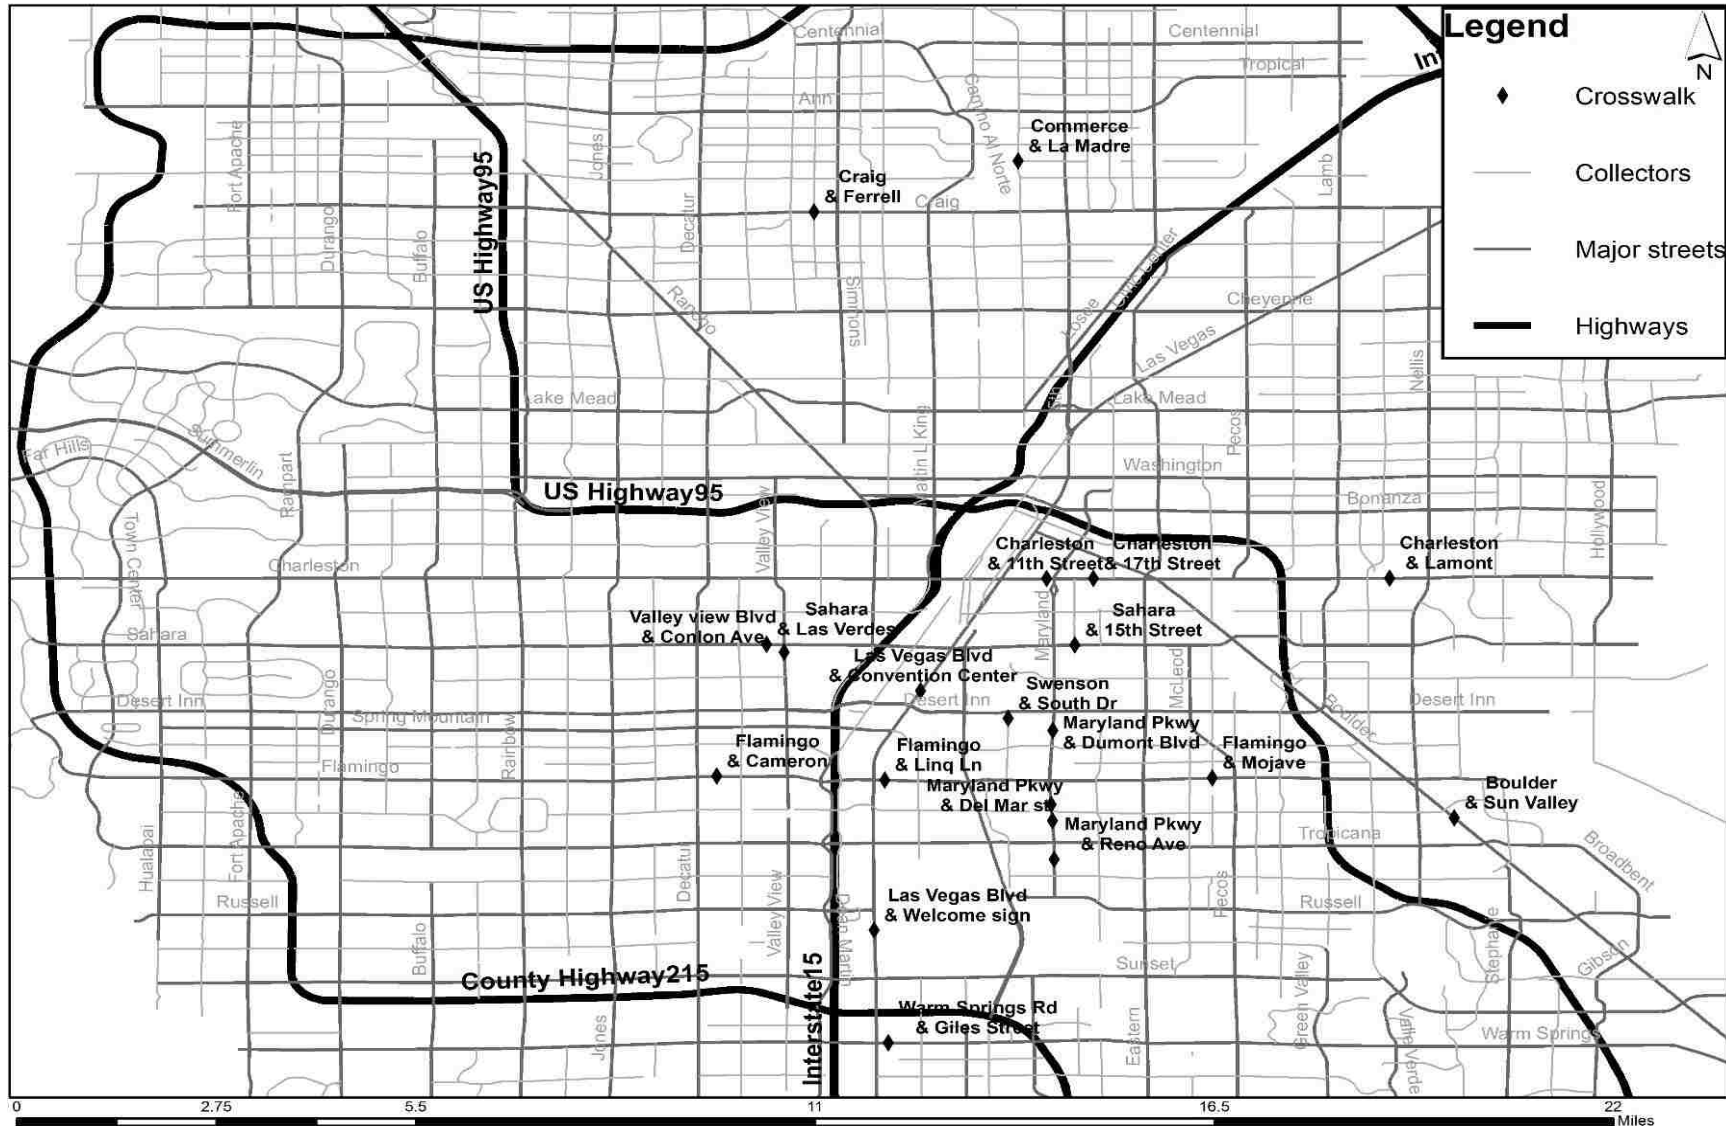 Legend
N
Crosswalk
Collectors
Major streets
Highways
Centennial
Centennial
Tropical
Ann
Camino Al Norte
Commerce
& La Madre
Lamb
Fort Apache
Jones
US Highway95
Craig
& Ferrell
Craig
Durango
Buffalo
Decatur
Rancho
Simmons
Losee
Civic Center
Cheyenne
Las Vegas
Nellis
Lake Mead
Lake Mead
Far Hills
Summerlin
Rampart
Martin L King
Pecos
Washington
US Highway95
Valley View
Bonanza
Hollywood
Town Center
Charleston
Charleston
& 11th Street
Charleston
& 17th Street
Charleston
& Lamont
Valley view Blvd
& Conlon Ave
Sahara
& Las Verdes
Maryland
Sahara
& 15th Street
Sahara
Las Vegas Blvd
& Convention Center
McLeod
Desert Inn
Desert Inn
Desert Inn
Swenson
& South Dr
Durango
Spring Mountain
Boulder
Maryland Pkwy
& Dumont Blvd
Rainbow
Flamingo
Flamingo
& Cameron
Flamingo
& Linq Ln
Flamingo
& Mojave
Maryland Pkwy
& Del Mar st
Boulder
& Sun Valley
Maryland Pkwy
& Reno Ave
Tropicana
Broadbent
Hualapai
Fort Apache
Decatur
Russell
Pecos
Russell
Las Vegas Blvd
& Welcome sign
Valley View
Dean Martin
Buffalo
Stephanie
Gibson
County Highway215
Sunset
Interstate15
Warm Springs Rd
& Giles Street
Jones
Eastern
Green Valley
Valle Verde
Warm Springs
0 2.75 5.5 11 16.5 22
Miles